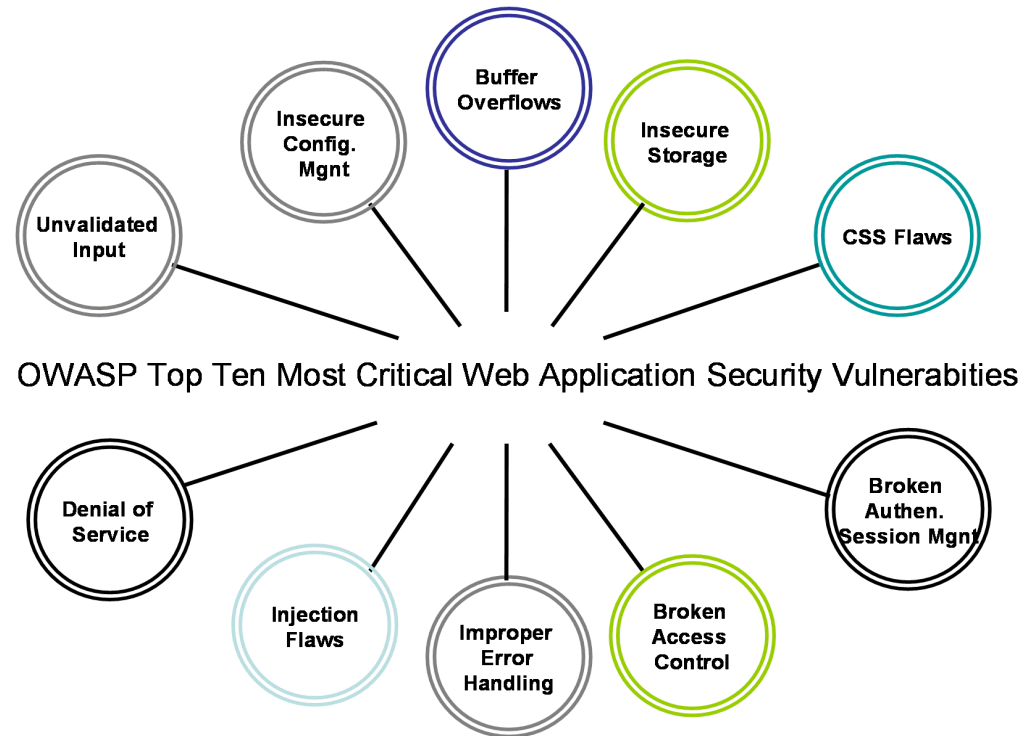 Buffer
Overflows
Insecure
Config.
Mgnt
Insecure
Storage
Unvalidated
Input
CSS Flaws
OWASP Top Ten Most Critical Web Application Security Vulnerabities
Denial of
Service
Broken
Authen.
Session Mgnt
Injection
Flaws
Improper
Error
Handling
Broken
Access
Control